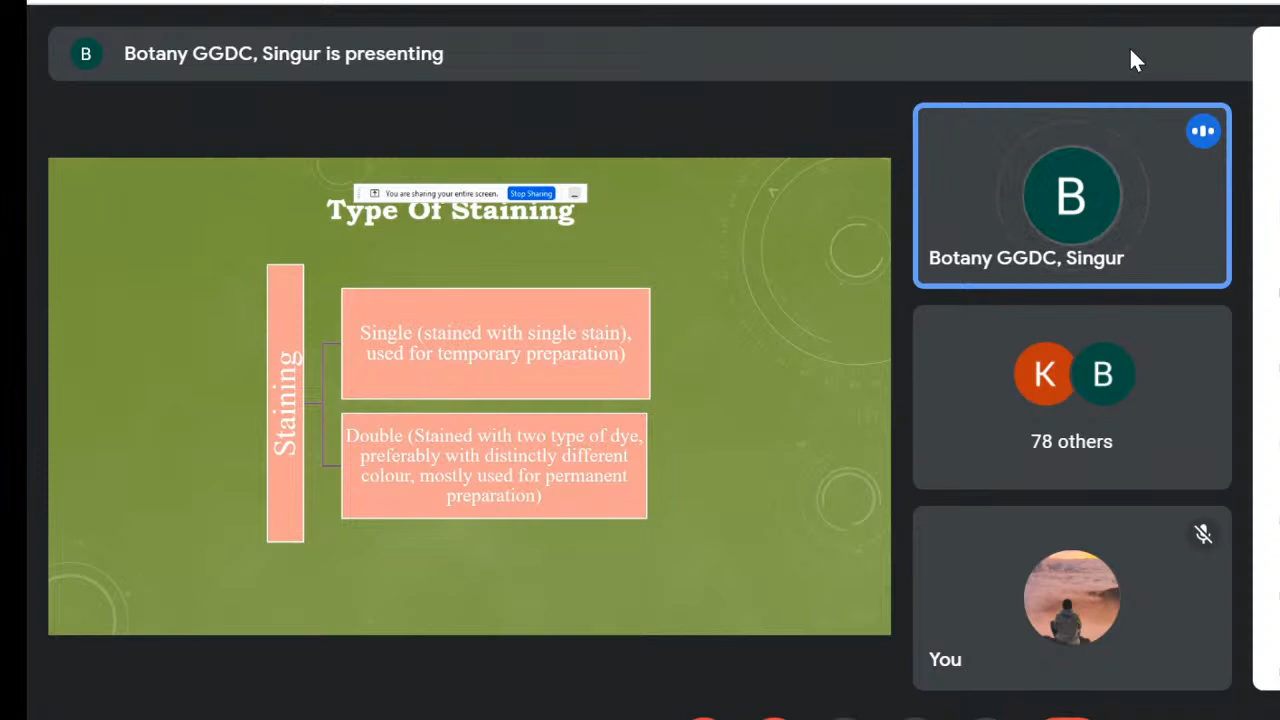 B
Botany GGDC, Singur is presenting
You are sharing your entire screen.
Stop Sharing
Type Of Staining
Staining
Single (stained with single stain),
used for temporary preparation)
Double (Stained with two type of dye,
preferably with distinctly different
colour, mostly used for permanent
preparation)
B
Botany GGDC, Singur
K
B
78 others
You